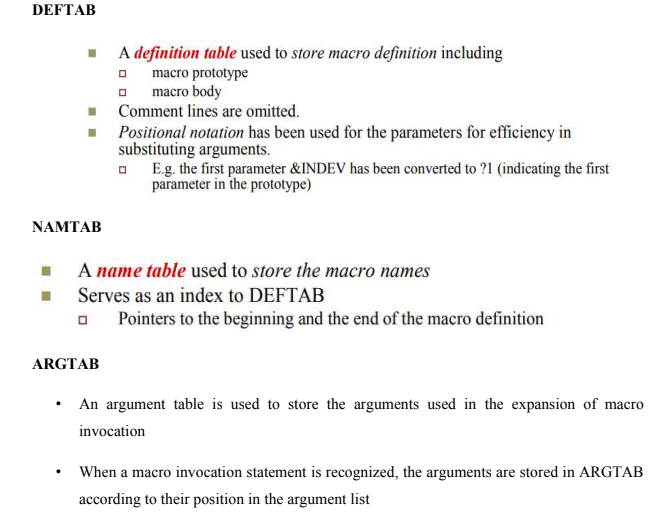 DEFTAB
A definition table used to store macro definition including
macro prototype
macro body
Comment lines are omitted.
Positional notation has been used for the parameters for efficiency in
substituting arguments.
E.g. the first parameter &INDEV has been converted to ?1 (indicating the first
parameter in the prototype)
NAMTAB
A name table used to store the macro names
Serves as an index to DEFTAB
Pointers to the beginning and the end of the macro definition
ARGTAB
• An argument table is used to store the arguments used in the expansion of macro
invocation
• When a macro invocation statement is recognized, the arguments are stored in ARGTAB
according to their position in the argument list